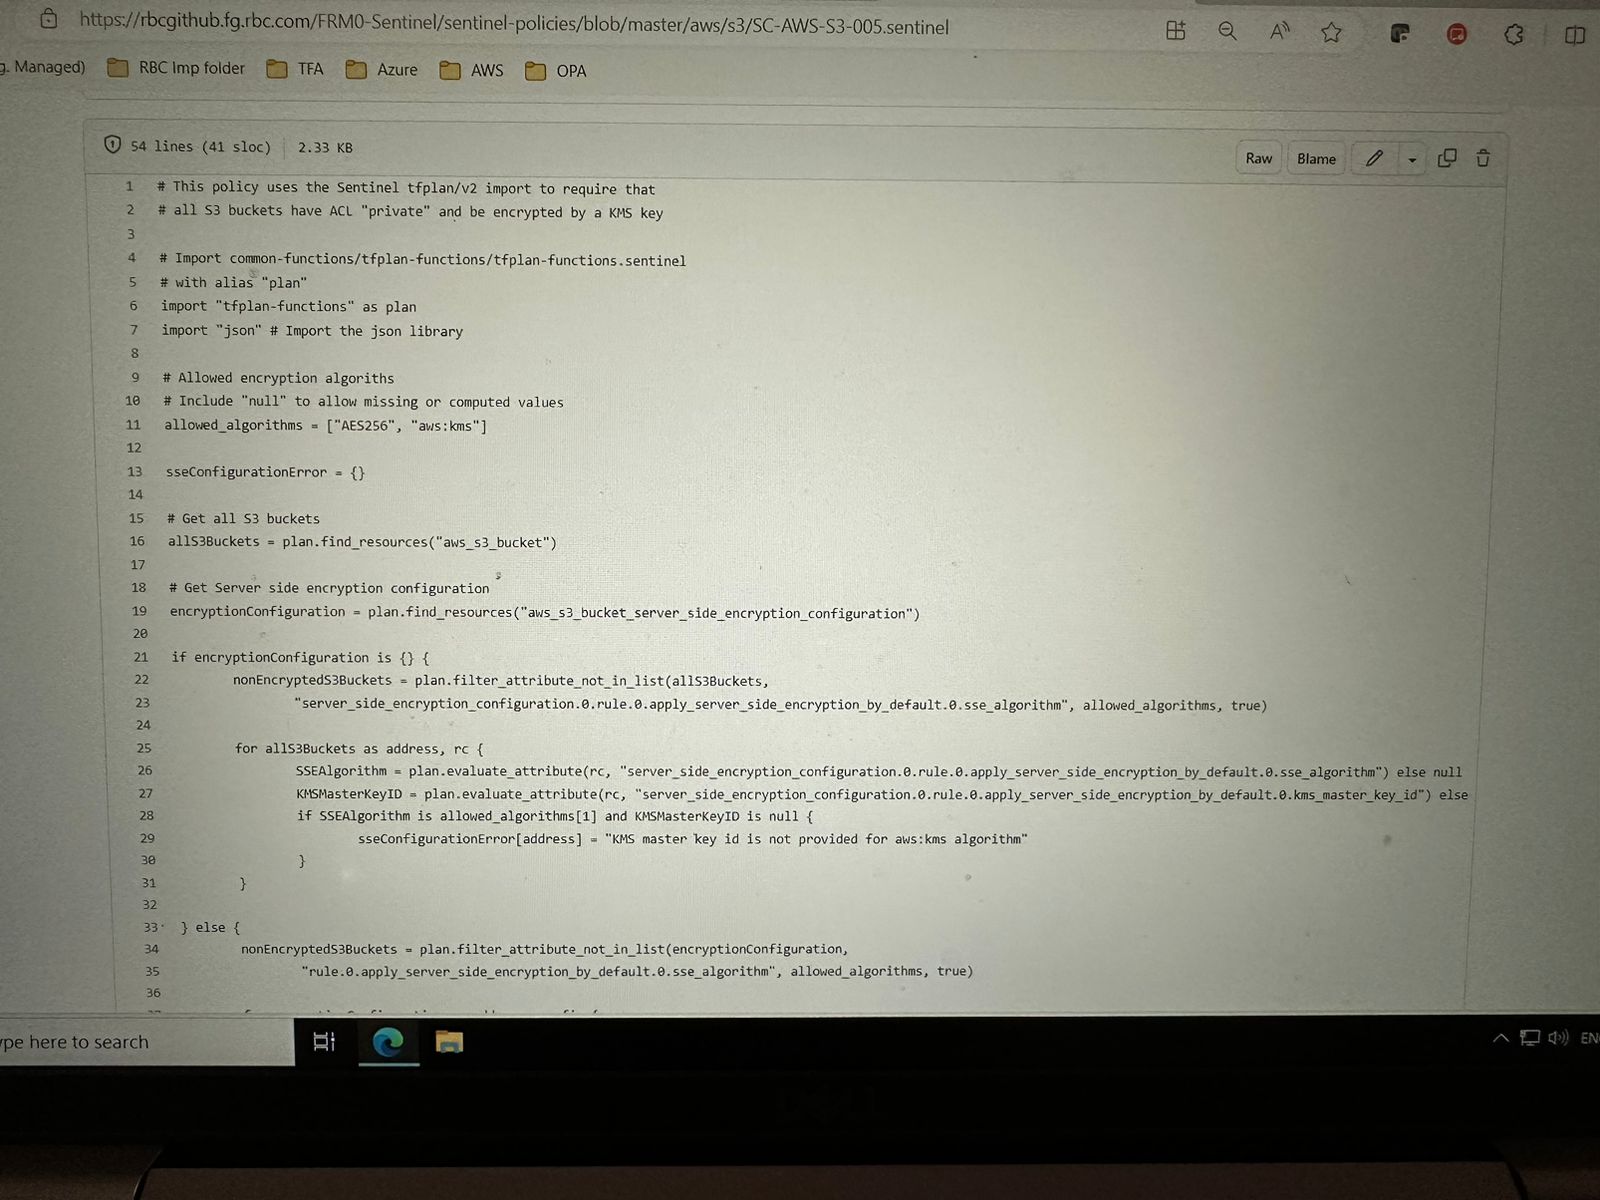 https://rbcgithub.fg.rbc.com/FRM0-Sentinel/sentinel-policies/blob/master/aws/s3/SC-AWS-S3-005.sentinel
g. Managed) RBC Imp folder TFA Azure AWS OPA
54 lines (41 sloc) 2.33 KB Raw Blame
1 # This policy uses the Sentinel tfplan/v2 import to require that
2 # all S3 buckets have ACL "private" and be encrypted by a KMS key
3
4 # Import common-functions/tfplan-functions/tfplan-functions.sentinel
5 # with alias "plan"
6 import "tfplan-functions" as plan
7 import "json" # Import the json library
8
9 # Allowed encryption algoriths
10 # Include "null" to allow missing or computed values
11 allowed_algorithms = ["AES256", "aws:kms"]
12
13 sseConfigurationError = {}
14
15 # Get all S3 buckets
16 allS3Buckets = plan.find_resources("aws_s3_bucket")
17
18 # Get Server side encryption configuration
19 encryptionConfiguration = plan.find_resources("aws_s3_bucket_server_side_encryption_configuration")
20
21 if encryptionConfiguration is {} {
22 nonEncryptedS3Buckets = plan.filter_attribute_not_in_list(allS3Buckets,
23 "server_side_encryption_configuration.0.rule.0.apply_server_side_encryption_by_default.0.sse_algorithm", allowed_algorithms, true)
24
25 for allS3Buckets as address, rc {
26 SSEAlgorithm = plan.evaluate_attribute(rc, "server_side_encryption_configuration.0.rule.0.apply_server_side_encryption_by_default.0.sse_algorithm") else null
27 KMSMasterKeyID = plan.evaluate_attribute(rc, "server_side_encryption_configuration.0.rule.0.apply_server_side_encryption_by_default.0.kms_master_key_id") else
28 if SSEAlgorithm is allowed_algorithms[1] and KMSMasterKeyID is null {
29 sseConfigurationError[address] = "KMS master key id is not provided for aws:kms algorithm"
30 }
31 }
32
33 } else {
34 nonEncryptedS3Buckets = plan.filter_attribute_not_in_list(encryptionConfiguration,
35 "rule.0.apply_server_side_encryption_by_default.0.sse_algorithm", allowed_algorithms, true)
36
ype here to search